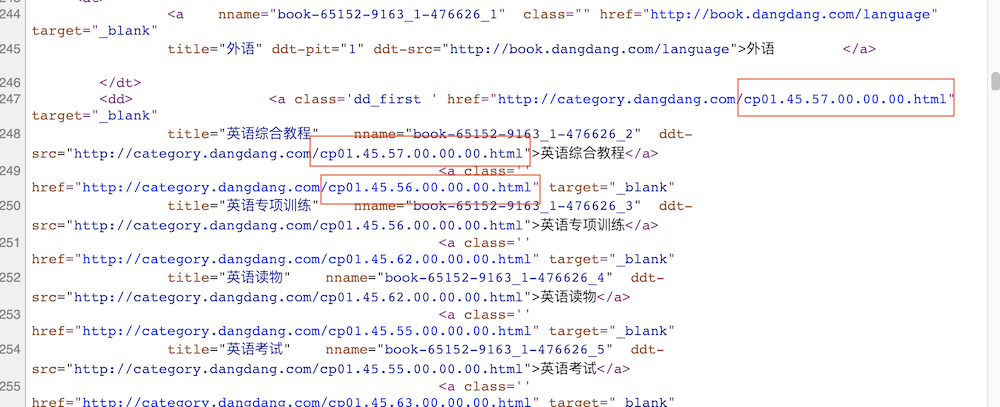 244 <a nname="book-65152-9163_1-476626_1" class="" href="http://book.dangdang.com/language"
target="_blank"
245 title="外语" ddt-pit="1" ddt-src="http://book.dangdang.com/language">外语 </a>
246 </dt>
247 <dd> <a class='dd_first ' href="http://category.dangdang.com/cp01.45.57.00.00.00.html"
target="_blank"
248 title="英语综合教程" nname="book-65152-9163_1-476626_2" ddt-
src="http://category.dangdang.com/cp01.45.57.00.00.00.html">英语综合教程</a>
249 <a class=''
href="http://category.dangdang.com/cp01.45.56.00.00.00.html" target="_blank"
250 title="英语专项训练" nname="book-65152-9163_1-476626_3" ddt-
src="http://category.dangdang.com/cp01.45.56.00.00.00.html">英语专项训练</a>
251 <a class=''
href="http://category.dangdang.com/cp01.45.62.00.00.00.html" target="_blank"
252 title="英语读物" nname="book-65152-9163_1-476626_4" ddt-
src="http://category.dangdang.com/cp01.45.62.00.00.00.html">英语读物</a>
253 <a class=''
href="http://category.dangdang.com/cp01.45.55.00.00.00.html" target="_blank"
254 title="英语考试" nname="book-65152-9163_1-476626_5" ddt-
src="http://category.dangdang.com/cp01.45.55.00.00.00.html">英语考试</a>
255 <a class=''
href="http://category.dangdang.com/cp01.45.63.00.00.00.html" target="_blank"